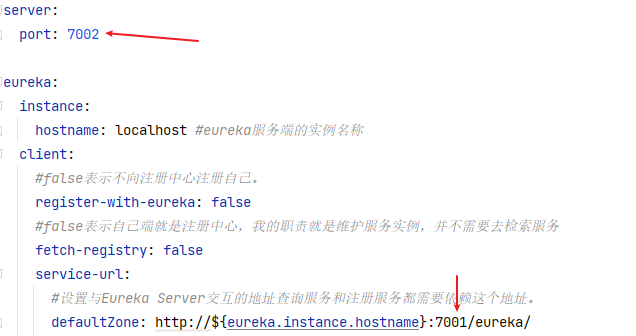 server:
  port: 7002

eureka:
  instance:
    hostname: localhost #eureka服务端的实例名称
  client:
    #false表示不向注册中心注册自己。
    register-with-eureka: false
    #false表示自己端就是注册中心，我的职责就是维护服务实例，并不需要去检索服务
    fetch-registry: false
    service-url:
      #设置与Eureka Server交互的地址查询服务和注册服务都需要依赖这个地址。
      defaultZone: http://${eureka.instance.hostname}:7001/eureka/